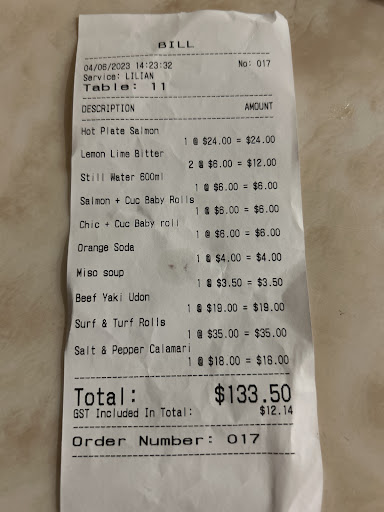 BILL
04/06/2023 14:23:32 No: 017
Service: LILIAN
Table: 11
DESCRIPTION AMOUNT
Hot Plate Salmon
1 @ $24.00 = $24.00
Lemon Lime Bitter
2 @ $6.00 = $12.00
Still Water 600ml
1 @ $6.00 = $6.00
Salmon + Cuc Baby Rolls
1 @ $6.00 = $6.00
Chic + Cuc Baby roll
1 @ $6.00 = $6.00
Orange Soda
1 @ $4.00 = $4.00
Miso soup
1 @ $3.50 = $3.50
Beef Yaki Udon
1 @ $19.00 = $19.00
Surf & Turf Rolls
1 @ $35.00 = $35.00
Salt & Pepper Calamari
1 @ $18.00 = $18.00
Total: $133.50
GST Included In Total: $12.14
Order Number: 017